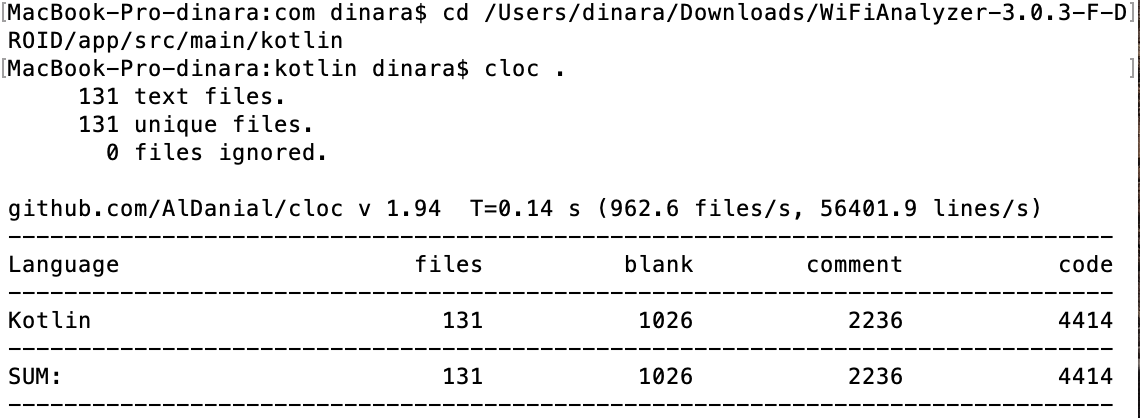 [MacBook-Pro-dinara:com dinara$ cd /Users/dinara/Downloads/WiFiAnalyzer-3.0.3-F-D]
ROID/app/src/main/kotlin
[MacBook-Pro-dinara:kotlin dinara$ cloc . ]
131 text files.
131 unique files.
0 files ignored.
github.com/AlDanial/cloc v 1.94  T=0.14 s (962.6 files/s, 56401.9 lines/s)
-------------------------------------------------------------------------------
Language files blank comment code
-------------------------------------------------------------------------------
Kotlin 131 1026 2236 4414
-------------------------------------------------------------------------------
SUM: 131 1026 2236 4414
-------------------------------------------------------------------------------